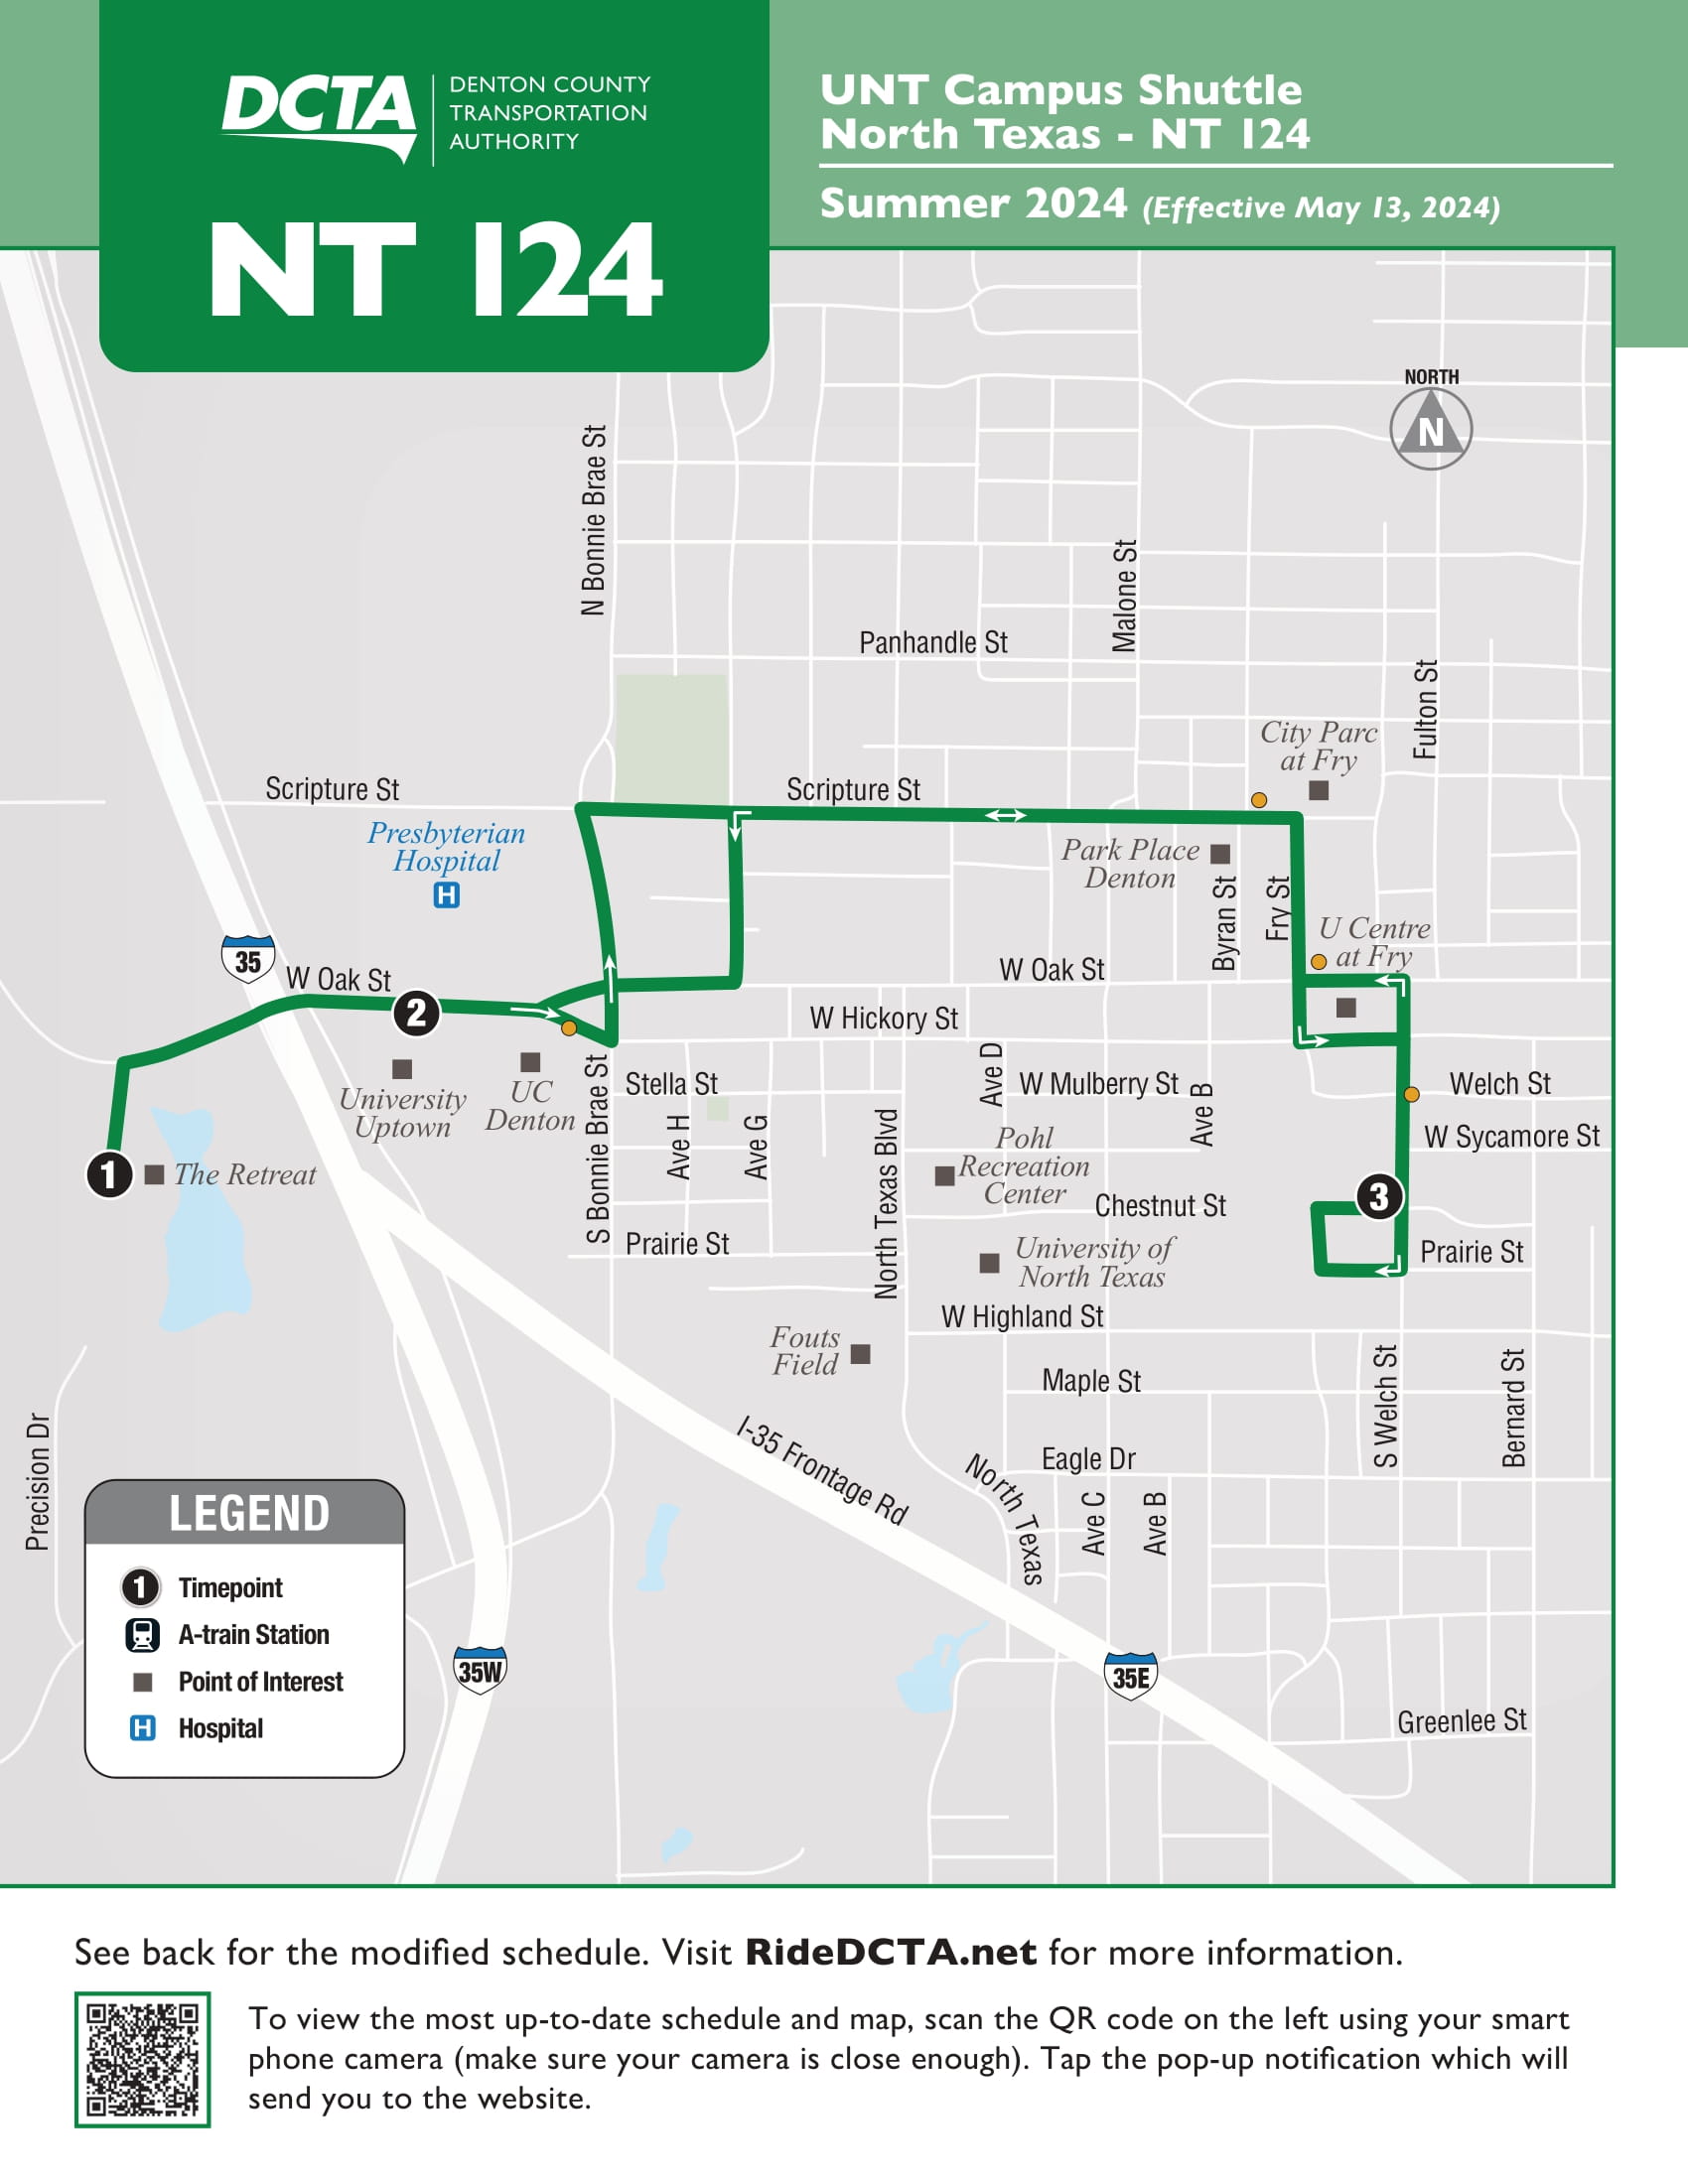 DCTA
DENTON COUNTY
TRANSPORTATION
AUTHORITY
NT 124
UNT Campus Shuttle
North Texas - NT 124
Summer 2024 (Effective May 13, 2024)
NORTH
N
N Bonnie Brae St
Malone St
Panhandle St
Fulton St
City Parc
at Fry
Scripture St
Scripture St
Presbyterian
Hospital
H
Park Place
Denton
Byran St
Fry St
U Centre
at Fry
35
W Oak St
W Oak St
2
W Hickory St
University
Uptown
UC
Denton
S Bonnie Brae St
Stella St
Ave H
Ave G
North Texas Blvd
Ave D
W Mulberry St
Ave B
Welch St
W Sycamore St
Pohl
Recreation
Center
1
The Retreat
Chestnut St
3
Prairie St
University of
North Texas
Prairie St
W Highland St
Fouts
Field
Maple St
S Welch St
Bernard St
Precision Dr
I-35 Frontage Rd
North Texas
Eagle Dr
Ave C
Ave B
35W
35E
Greenlee St
LEGEND
1 Timepoint
A-train Station
Point of Interest
H Hospital
See back for the modified schedule. Visit RideDCTA.net for more information.
To view the most up-to-date schedule and map, scan the QR code on the left using your smart
phone camera (make sure your camera is close enough). Tap the pop-up notification which will
send you to the website.